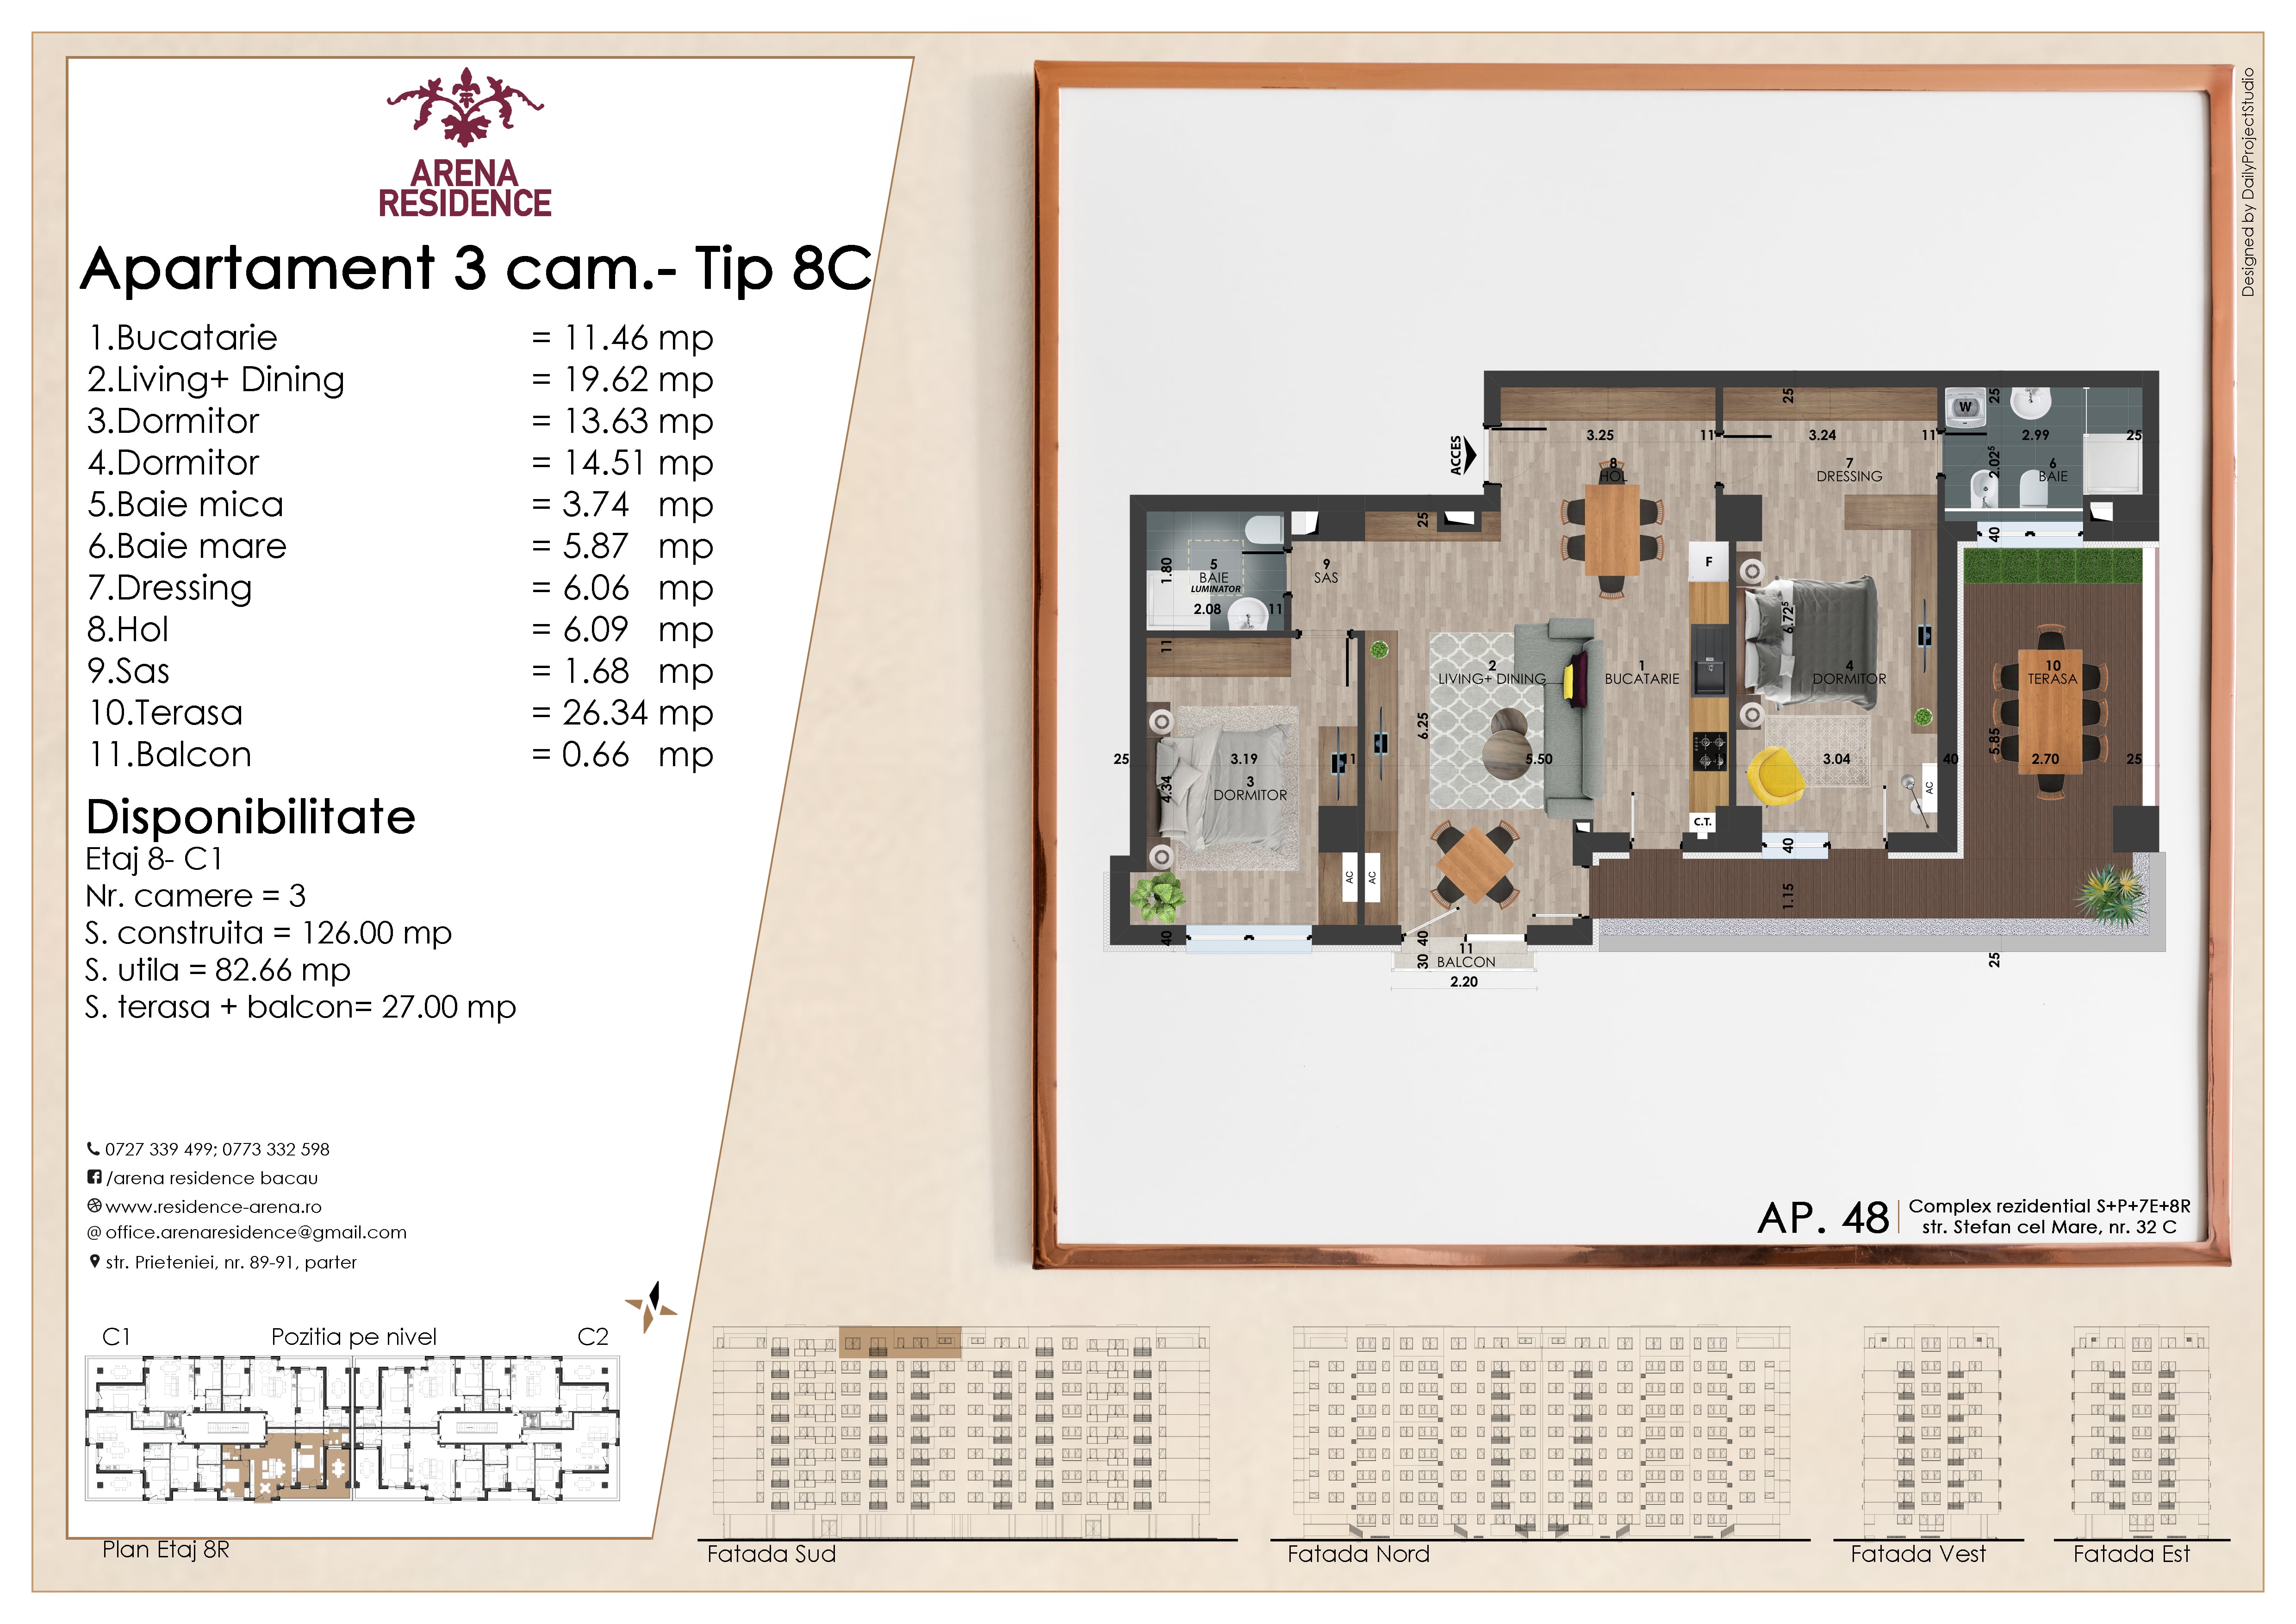 ARENA
RESIDENCE
Apartament 3 cam.- Tip 8C
1.Bucatarie = 11.46 mp
2.Living+ Dining = 19.62 mp
3.Dormitor = 13.63 mp
4.Dormitor = 14.51 mp
5.Baie mica = 3.74 mp
6.Baie mare = 5.87 mp
7.Dressing = 6.06 mp
8.Hol = 6.09 mp
9.Sas = 1.68 mp
10.Terasa = 26.34 mp
11.Balcon = 0.66 mp
Disponibilitate
Etaj 8- C1
Nr. camere = 3
S. construita = 126.00 mp
S. utila = 82.66 mp
S. terasa + balcon= 27.00 mp
0727 339 499; 0773 332 598
/arena residence bacau
www.residence-arena.ro
@ office.arenaresidence@gmail.com
str. Prieteniei, nr. 89-91, parter
C1 Pozitia pe nivel C2
Plan Etaj 8R
Designed by DailyProjectStudio
25
25
W
ACCES
3.25
11
3.24
11
2.99
25
8
HOL
7
DRESSING
2.02⁵
6
BAIE
25
40
1.80
5
BAIE
LUMINATOR
2.08
11
9
SAS
F
6.72⁵
11
2
LIVING+ DINING
1
BUCATARIE
4
DORMITOR
10
TERASA
6.25
5.85
25
3.19
11
5.50
3.04
40
2.70
25
4.34
3
DORMITOR
AC
C.T.
40
AC
AC
1.15
40
40
30
11
BALCON
2.20
25
AP. 48
Complex rezidential S+P+7E+8R
str. Stefan cel Mare, nr. 32 C
Fatada Sud
Fatada Nord
Fatada Vest
Fatada Est